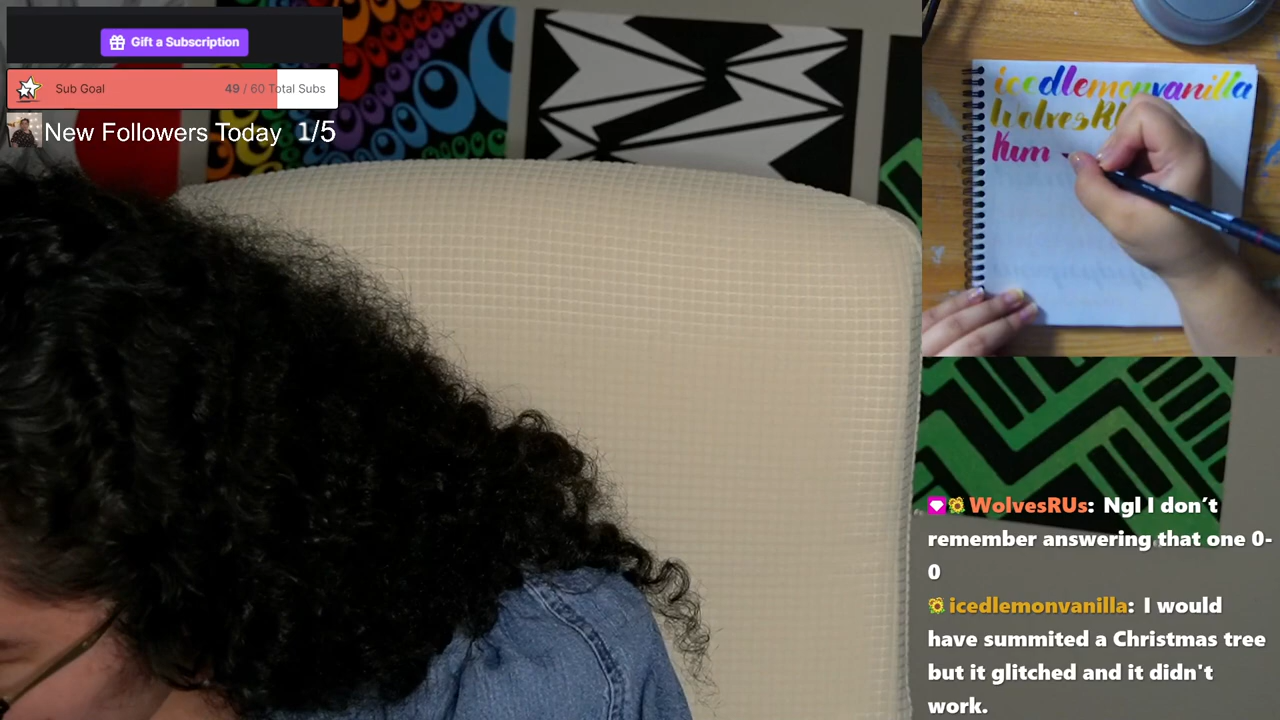 Gift a Subscription
Sub Goal 49 / 60 Total Subs
New Followers Today 1/5
icedlemonvanilla
Kum
WolvesRUs: Ngl I don´t
remember answering that one 0-
0
icedlemonvanilla: I would
have summited a Christmas tree
but it glitched and it didn't
work.